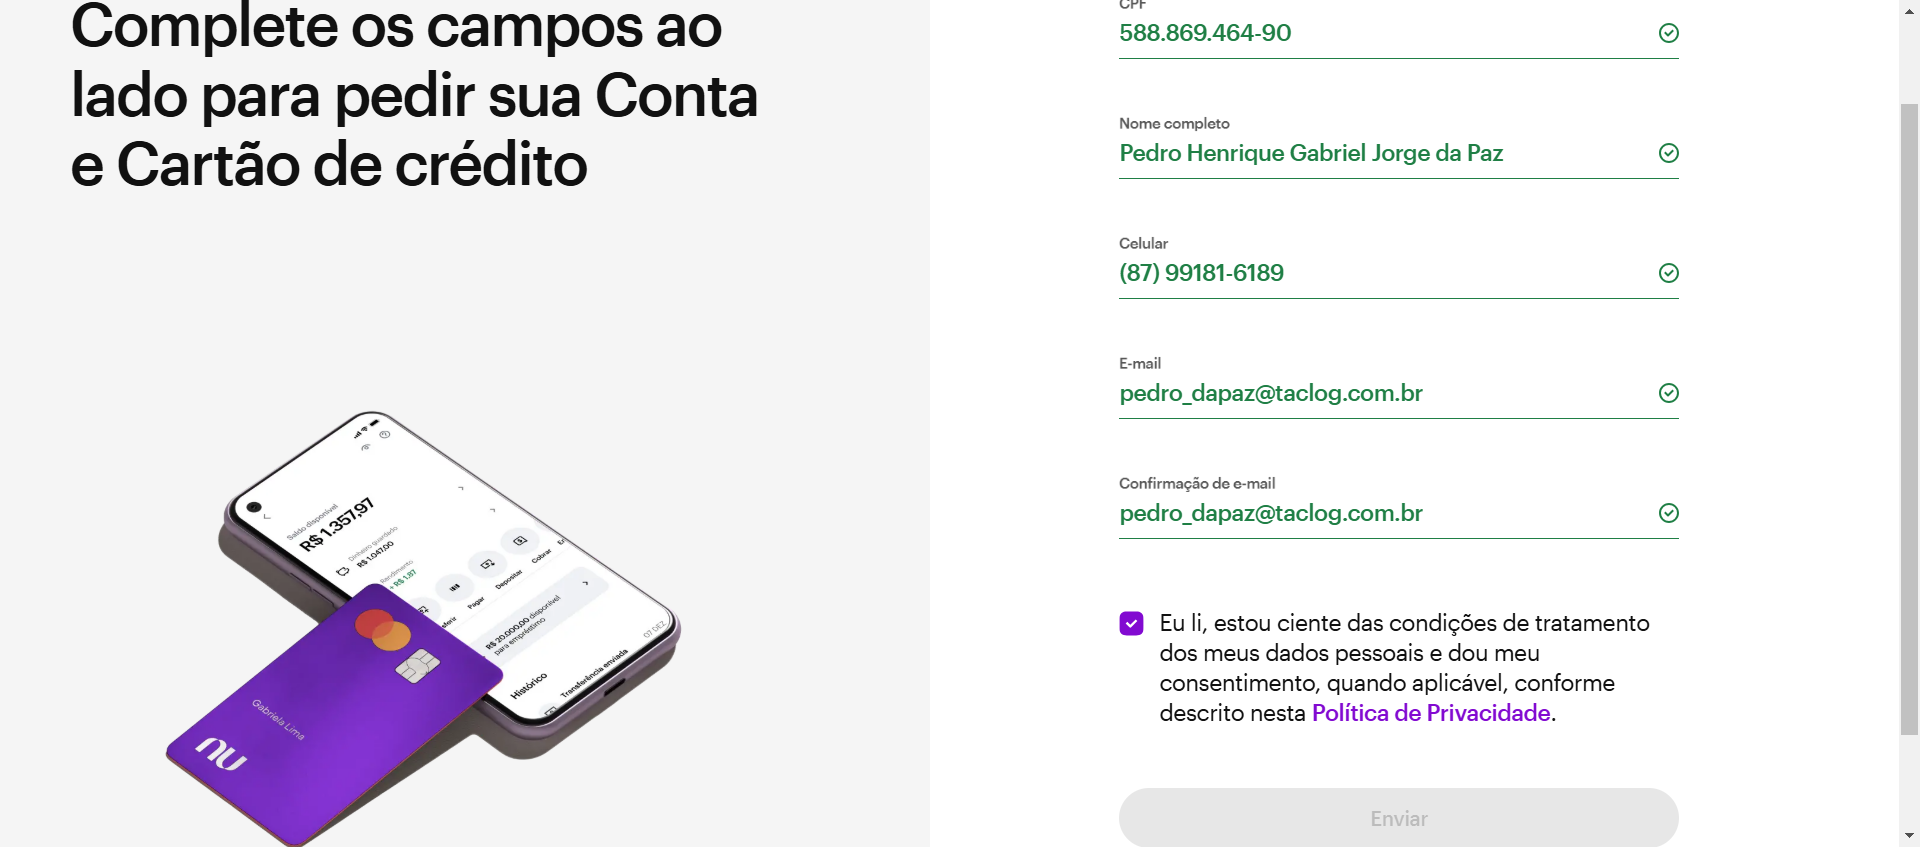 Complete os campos ao
lado para pedir sua Conta
e Cartão de crédito
Saldo disponível
R$ 1.357,97
Dinheiro guardado
R$ 1.047,00
Rendimento
+ R$ 1,87
Pagar
Depositar
Cobrar
R$ 20.000,00 disponível
para empréstimo
Histórico
Transferência enviada
07 DEZ
Gabriela Lima
nu
CPF
588.869.464-90
Nome completo
Pedro Henrique Gabriel Jorge da Paz
Celular
(87) 99181-6189
E-mail
pedro_dapaz@taclog.com.br
Confirmação de e-mail
pedro_dapaz@taclog.com.br
Eu li, estou ciente das condições de tratamento
dos meus dados pessoais e dou meu
consentimento, quando aplicável, conforme
descrito nesta Política de Privacidade.
Enviar